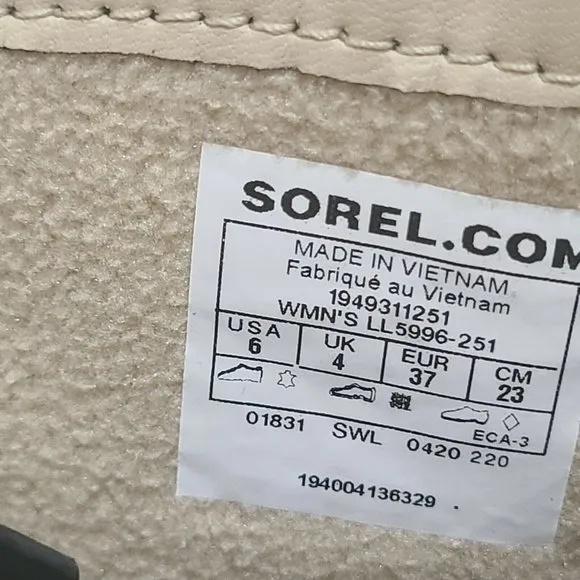 SOREL.COM
MADE IN VIETNAM
Fabriqué au Vietnam
1949311251
WMN'S LL5996-251
USA UK EUR CM
6 4 37 23
ECA-3
01831 SWL 0420 220
194004136329